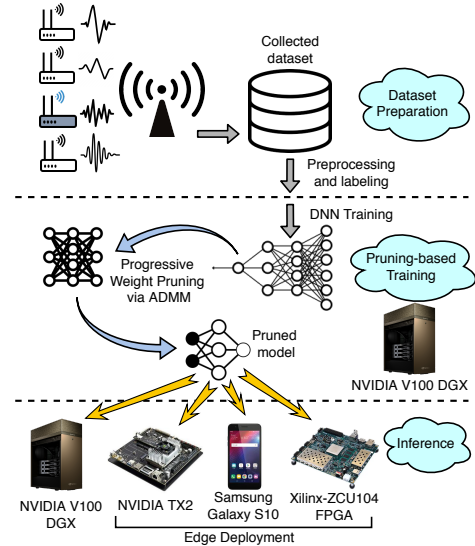 Collected
dataset
Dataset
Preparation
Preprocessing
and labeling
DNN Training
Progressive
Weight Pruning
via ADMM
Pruning-based
Training
Pruned
model
NVIDIA V100 DGX
Inference
NVIDIA V100
DGX
NVIDIA TX2
Samsung
Galaxy S10
Xilinx-ZCU104
FPGA
Edge Deployment